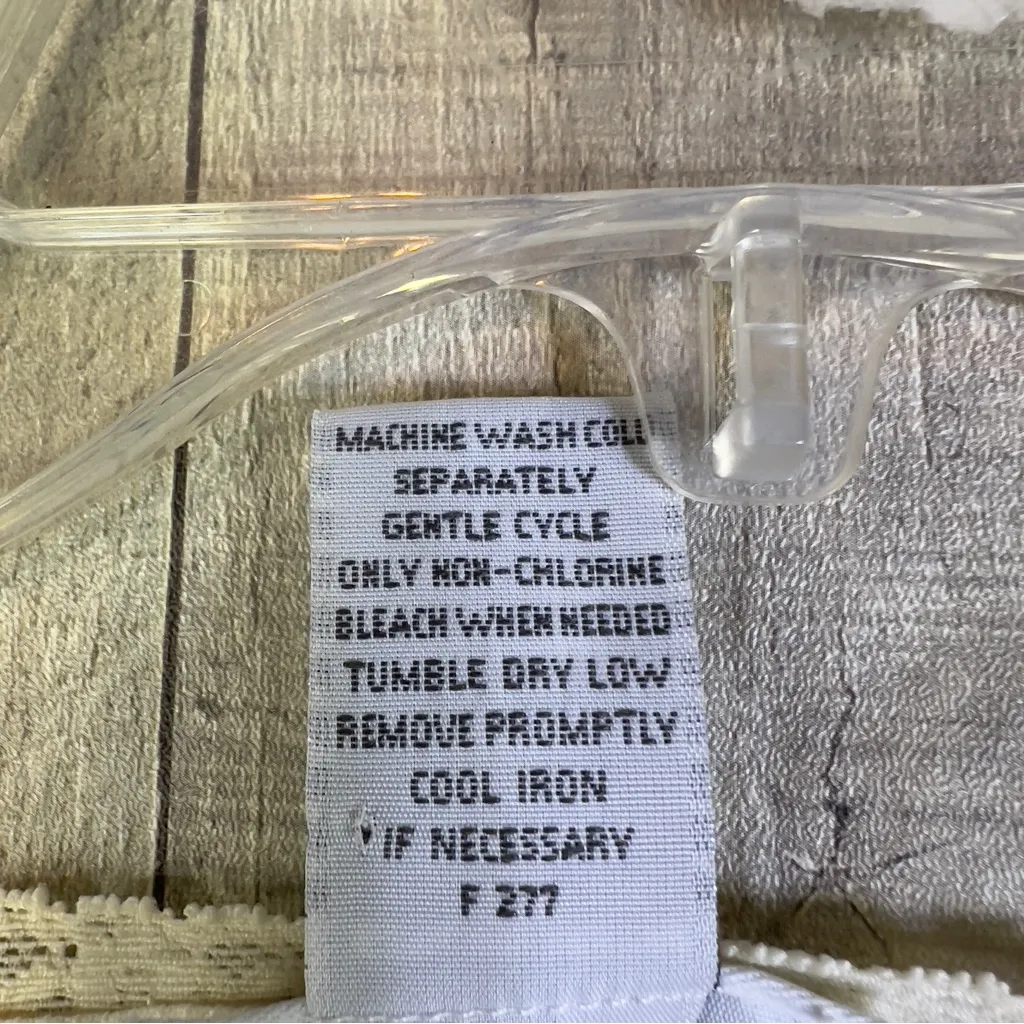 MACHINE WASH COLD
SEPARATELY
GENTLE CYCLE
ONLY NON-CHLORINE
BLEACH WHEN NEEDED
TUMBLE DRY LOW
REMOVE PROMPTLY
COOL IRON
IF NECESSARY
F 277